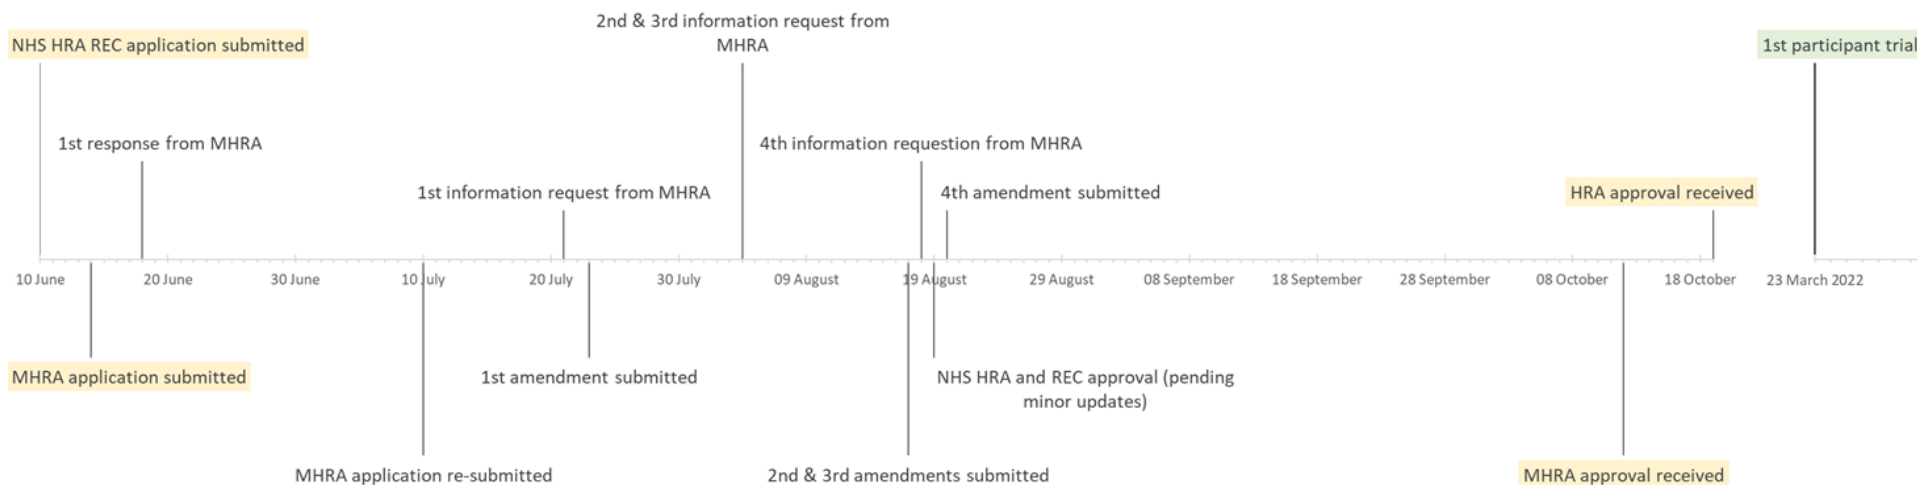 2nd & 3rd information request from
MHRA
NHS HRA REC application submitted
1st participant trial
1st response from MHRA
4th information requestion from MHRA
1st information request from MHRA
4th amendment submitted
HRA approval received
10 June
20 June
30 June
10 July
20 July
30 July
09 August
19 August
29 August
08 September
18 September
28 September
08 October
18 October
23 March 2022
MHRA application submitted
1st amendment submitted
NHS HRA and REC approval (pending
minor updates)
MHRA application re-submitted
2nd & 3rd amendments submitted
MHRA approval received